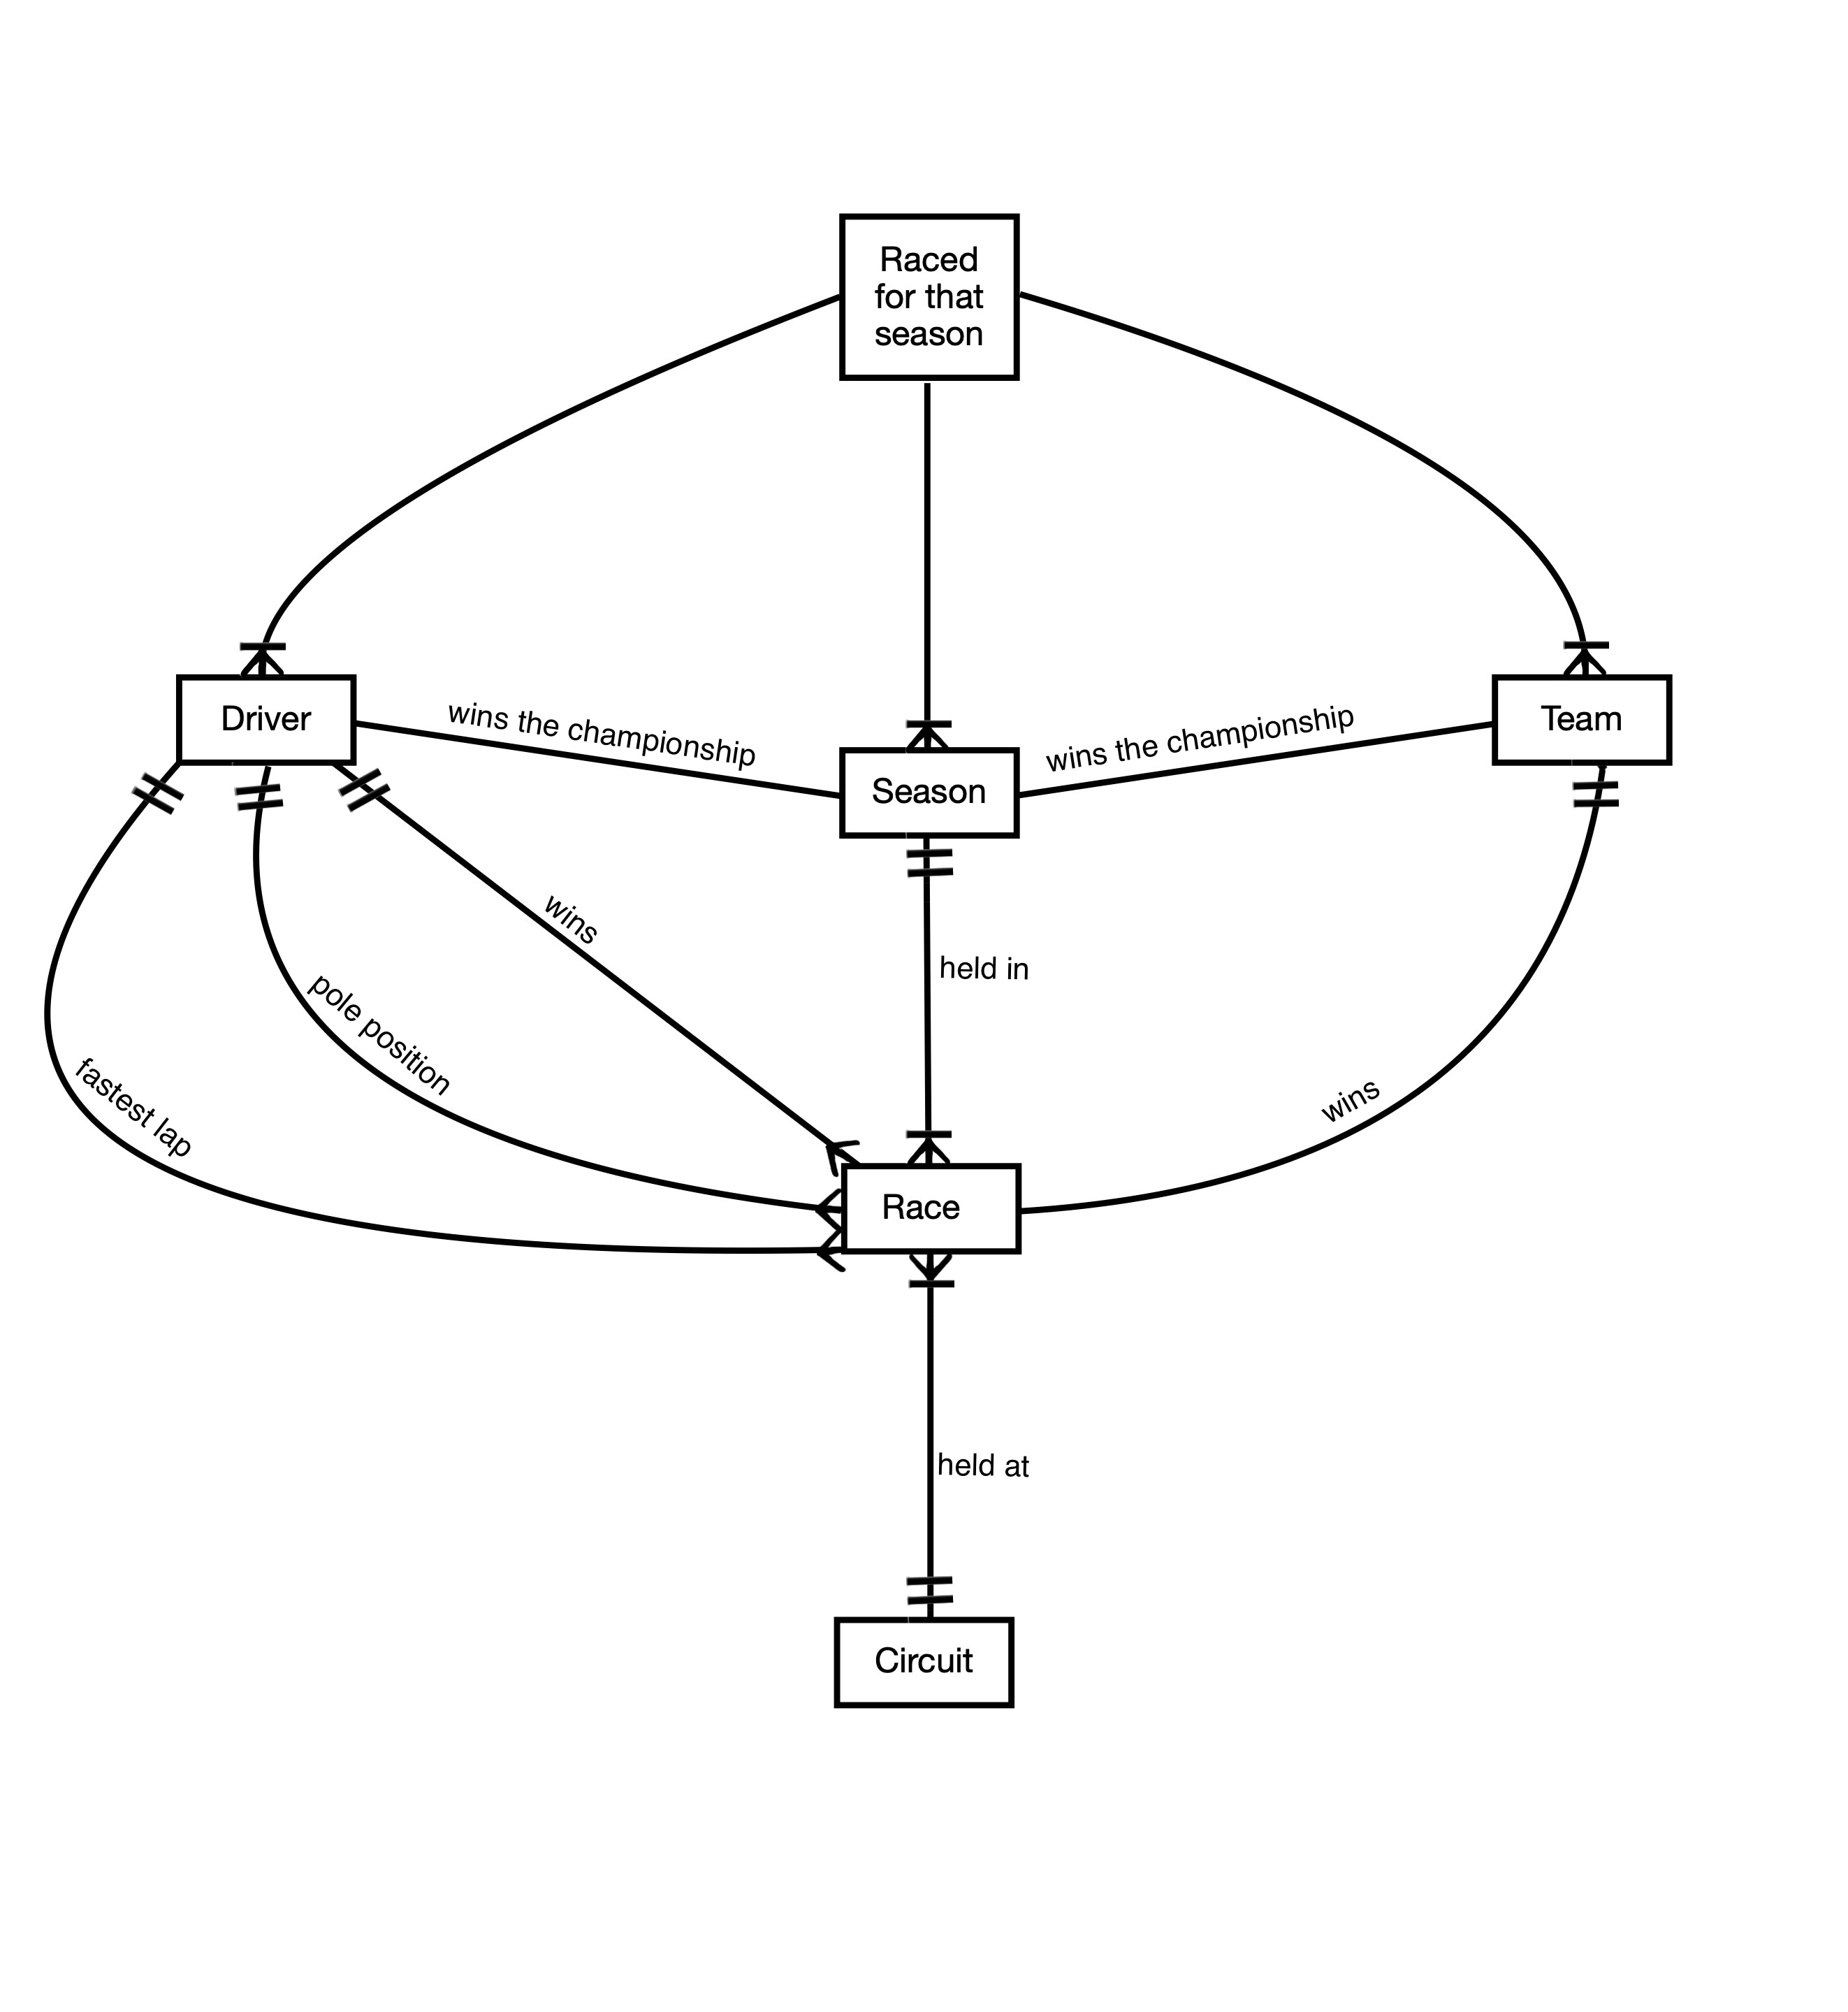 Raced
for that
season
Driver
wins the championship
Season
wins the championship
Team
wins
held in
pole position
fastest lap
wins
Race
held at
Circuit